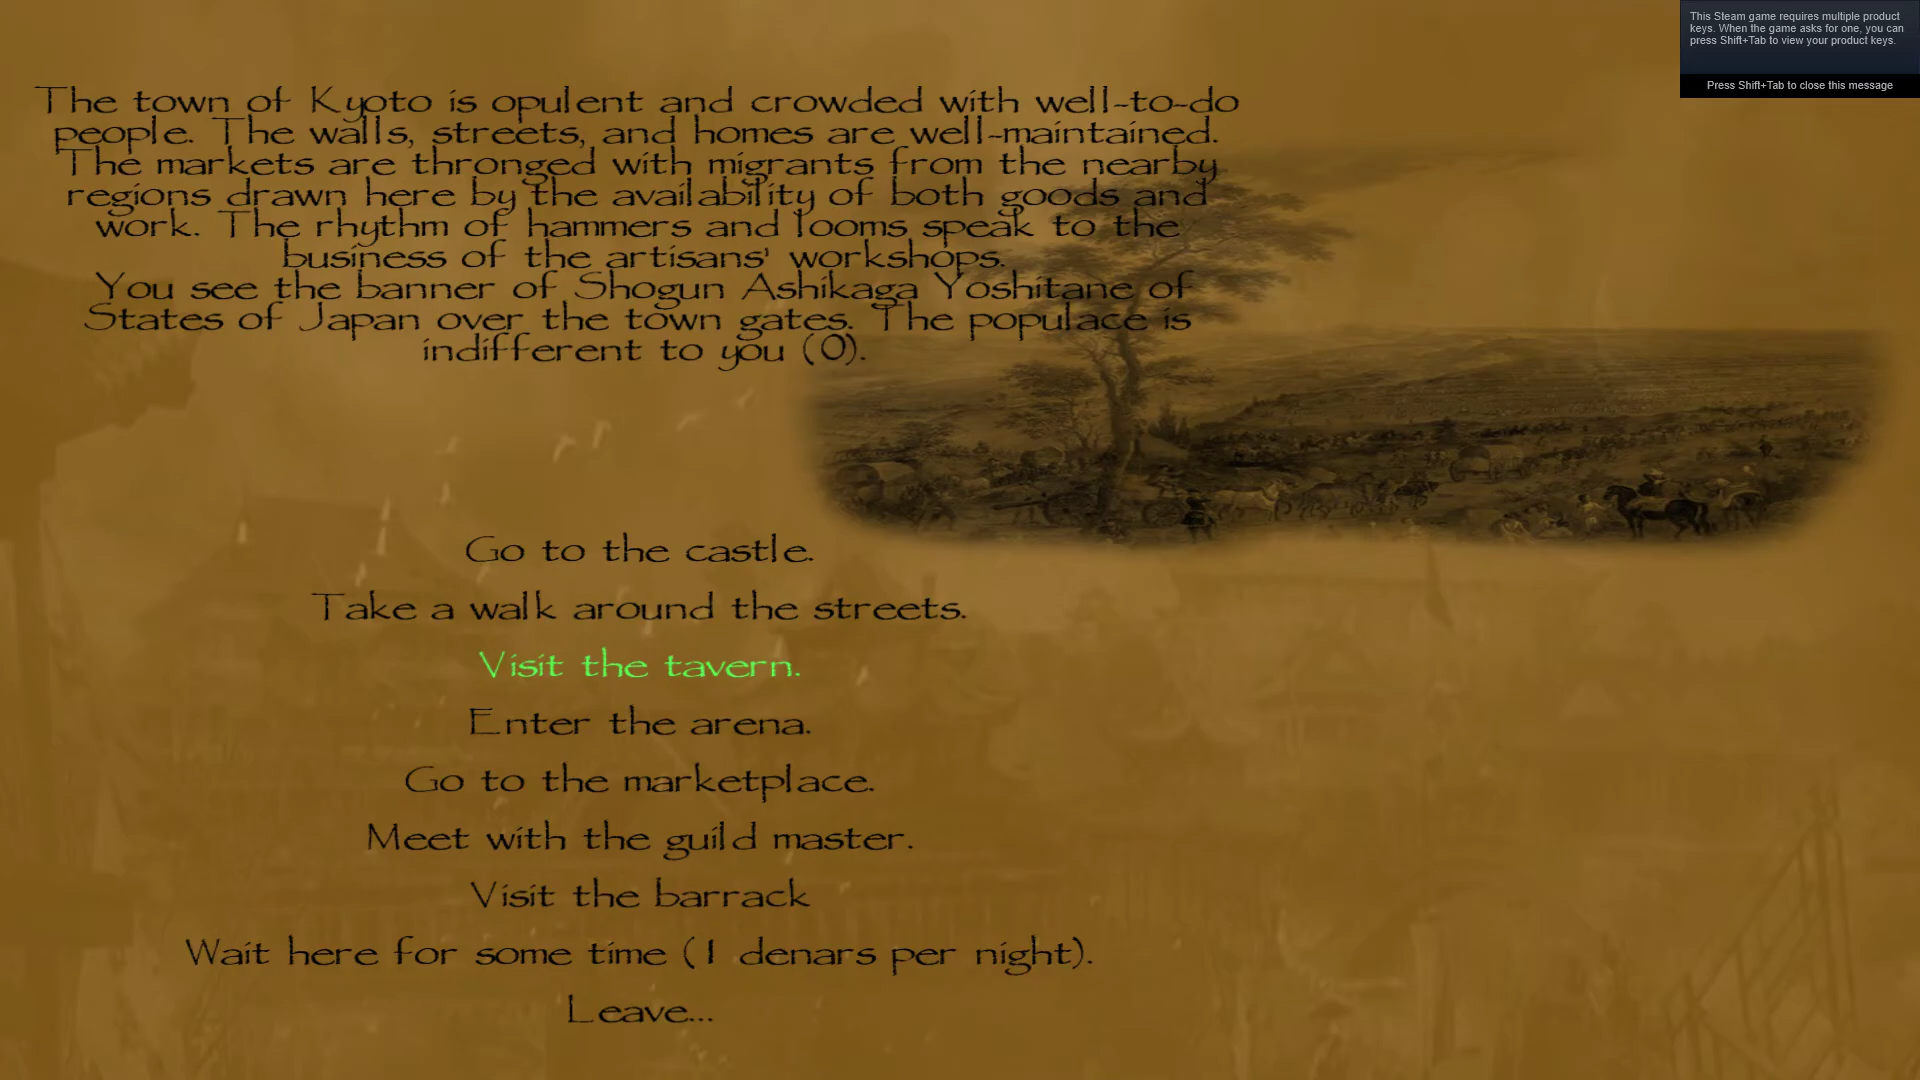 This Steam game requires multiple product
keys. When the game asks for one, you can
press Shift+Tab to view your product keys.
Press Shift+Tab to close this message
The town of Kyoto is opulent and crowded with well-to-do
people. The walls, streets, and homes are well-maintained.
The markets are thronged with migrants from the nearby
regions drawn here by the availability of both goods and
work. The rhythm of hammers and looms speak to the
business of the artisans' workshops.
You see the banner of Shogun Ashikaga Yoshitane of
States of Japan over the town gates. The populace is
indifferent to you (0).
Go to the castle.
Take a walk around the streets.
Visit the tavern.
Enter the arena.
Go to the marketplace.
Meet with the guild master.
Visit the barrack
Wait here for some time (1 denars per night).
Leave...